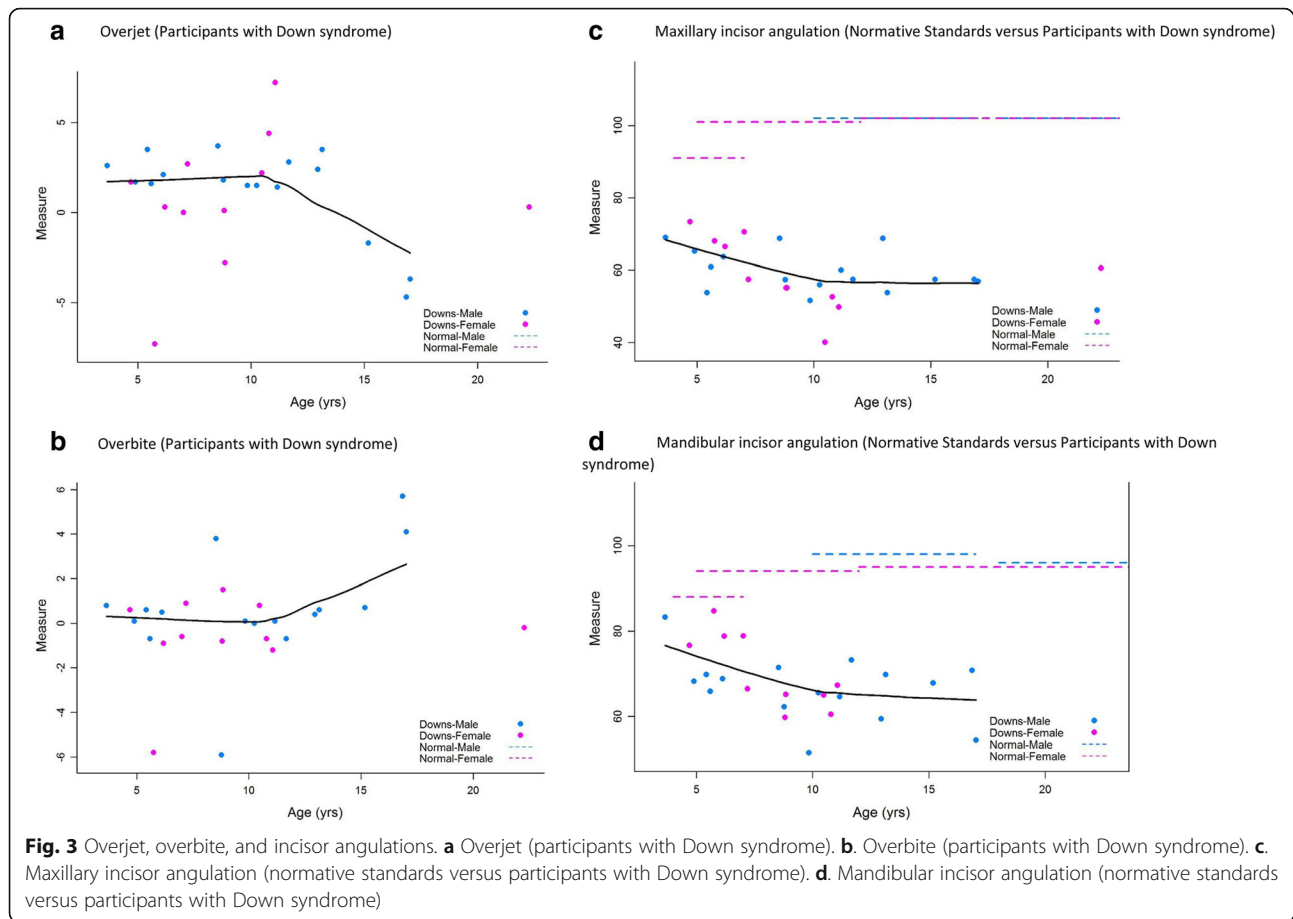 a Overjet (Participants with Down syndrome)
Measure
5
0
-5
Downs-Male
Downs-Female
Normal-Male
Normal-Female
5 10 15 20
Age (yrs)
b Overbite (Participants with Down syndrome)
Measure
6
4
2
0
-2
-4
-6
Downs-Male
Downs-Female
Normal-Male
Normal-Female
5 10 15 20
Age (yrs)
c Maxillary incisor angulation (Normative Standards versus Participants with Down syndrome)
Measure
100
80
60
40
Downs-Male
Downs-Female
Normal-Male
Normal-Female
5 10 15 20
Age (yrs)
d Mandibular incisor angulation (Normative Standards versus Participants with Down
syndrome)
Measure
100
80
60
Downs-Male
Downs-Female
Normal-Male
Normal-Female
5 10 15 20
Age (yrs)
Fig. 3 Overjet, overbite, and incisor angulations. a Overjet (participants with Down syndrome). b. Overbite (participants with Down syndrome). c.
Maxillary incisor angulation (normative standards versus participants with Down syndrome). d. Mandibular incisor angulation (normative standards
versus participants with Down syndrome)